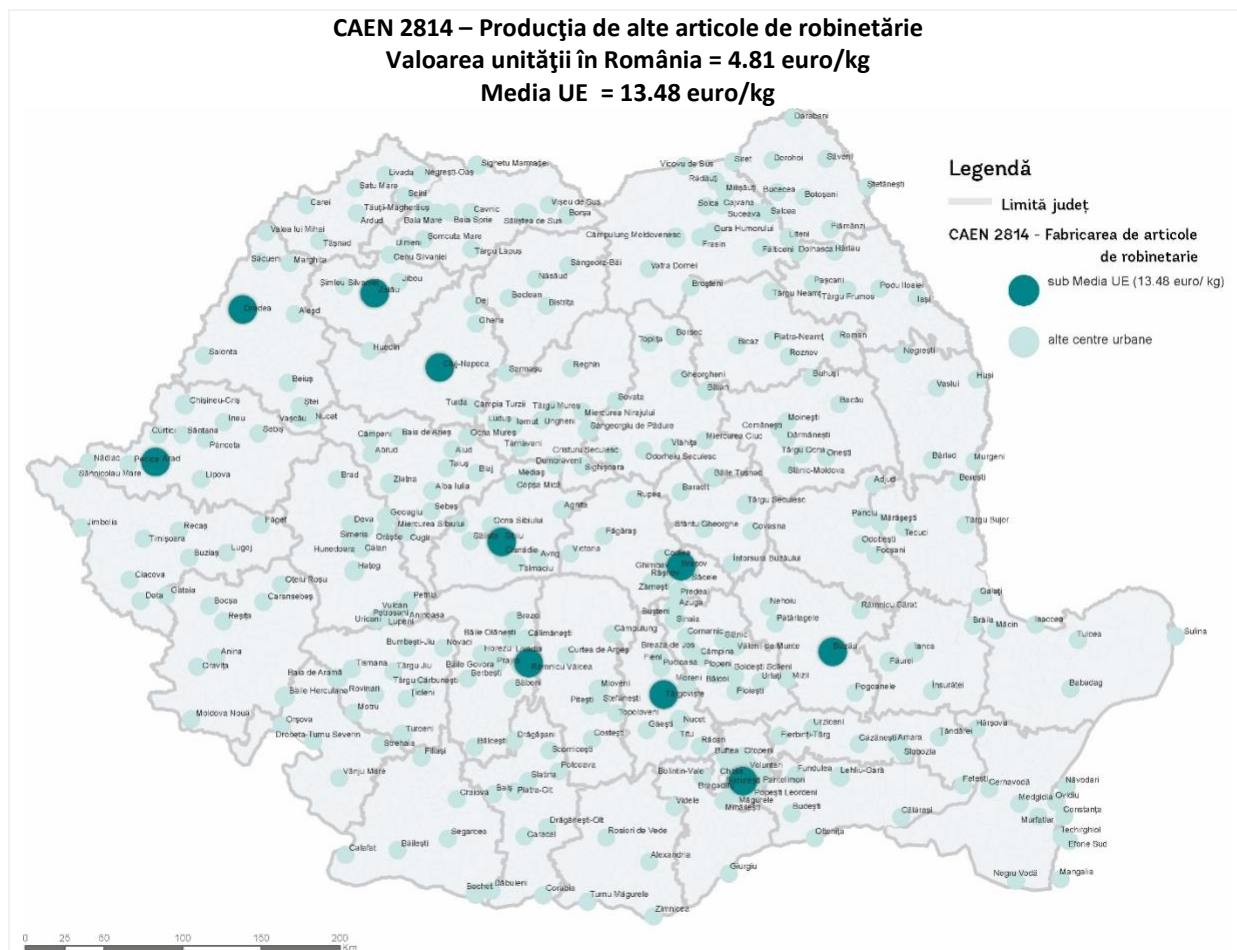 CAEN 2814 – Producţia de alte articole de robinetărie
Valoarea unităţii în România = 4.81 euro/kg
Media UE = 13.48 euro/kg
Darabani
Sighetu Marmației
Vicovu de Sus
Siret
Dorohoi
Săveni
Livada
Negrești-Oaș
Rădăuți
Ștefănești
Satu Mare
Seini
Milișăuți
Bucecea
Botoșani
Carei
Tăuți-Măgherăuș
Cavnic
Vișeu de Sus
Solca
Cajvana
Ardud
Baia Mare
Baia Sprie
Săliștea de Sus
Borșa
Suceava
Salcea
Valea lui Mihai
Ulmeni
Șomcuta Mare
Câmpulung Moldovenesc
Gura Humorului
Liteni
Flămânzi
Tășnad
Cehu Silvaniei
Târgu Lăpuș
Frasin
Fălticeni
Dolhasca
Hârlău
Săcueni
Marghita
Sângeorz-Băi
Vatra Dornei
Șimleu Silvaniei
Jibou
Năsăud
Broșteni
Pașcani
Podu Iloaiei
Zalău
Dej
Beclean
Târgu Neamț
Târgu Frumos
Iași
Oradea
Aleșd
Gherla
Bistrița
Salonta
Huedin
Toplița
Borsec
Bicaz
Piatra-Neamț
Roman
Negrești
Cluj-Napoca
Sărmașu
Reghin
Roznov
Beiuș
Gheorgheni
Buhuși
Vaslui
Huși
Bălan
Chișineu-Criș
Ștei
Turda
Câmpia Turzii
Târgu Mureș
Sovata
Bacău
Ineu
Vașcău
Nucet
Luduș
Iernut
Ungheni
Miercurea Nirajului
Moinești
Curtici
Sântana
Sebiș
Câmpeni
Baia de Arieș
Ocna Mureș
Sângeorgiu de Pădure
Comănești
Pâncota
Abrud
Aiud
Târnăveni
Cristuru Secuiesc
Vlăhița
Miercurea Ciuc
Dărmănești
Nădlac
Pecica
Arad
Teiuș
Blaj
Dumbrăveni
Odorheiu Secuiesc
Târgu Ocna
Onești
Bârlad
Murgeni
Sânnicolau Mare
Lipova
Brad
Zlatna
Mediaș
Sighișoara
Băile Tușnad
Slănic-Moldova
Alba Iulia
Copșa Mică
Baraolt
Adjud
Berești
Jimbolia
Făget
Geoagiu
Sebeș
Agnita
Rupea
Târgu Secuiesc
Panciu
Recaș
Deva
Miercurea Sibiului
Ocna Sibiului
Sfântu Gheorghe
Covasna
Mărășești
Târgu Bujor
Timișoara
Simeria
Orăștie
Cugir
Săliște
Sibiu
Făgăraș
Odobești
Tecuci
Buziaș
Lugoj
Hunedoara
Călan
Cisnădie
Avrig
Victoria
Codlea
Întorsura Buzăului
Focșani
Hațeg
Tălmaciu
Ghimbav
Brașov
Ciacova
Oțelu Roșu
Râșnov
Săcele
Deta
Gătaia
Caransebeș
Petrila
Zărnești
Predeal
Nehoiu
Râmnicu Sărat
Galați
Bocșa
Vulcan
Azuga
Reșița
Petroșani
Aninoasa
Brezoi
Bușteni
Pătârlagele
Brăila
Măcin
Isaccea
Uricani
Lupeni
Câmpulung
Sinaia
Tulcea
Sulina
Anina
Bumbești-Jiu
Novaci
Băile Olănești
Călimănești
Comarnic
Slănic
Oravița
Tismana
Horezu
Curtea de Argeș
Breaza de Jos
Câmpina
Vălenii de Munte
Buzău
Ianca
Baia de Aramă
Târgu Jiu
Băile Govora
Râmnicu Vâlcea
Fieni
Pucioasa
Plopeni
Boldești Scăieni
Făurei
Târgu Cărbunești
Berbești
Mioveni
Moreni
Băicoi
Urlați
Mizil
Băile Herculane
Rovinari
Țicleni
Băbeni
Pitești
Ștefănești
Târgoviște
Ploiești
Pogoanele
Însurăței
Babadag
Moldova Nouă
Motru
Topoloveni
Orșova
Turceni
Drăgășani
Costești
Găești
Nucet
Urziceni
Hârșova
Drobeta-Turnu Severin
Strehaia
Bălcești
Titu
Răcari
Fierbinți-Târg
Căzănești
Amara
Țăndărei
Filiași
Scornicești
Buftea
Otopeni
Slobozia
Vânju Mare
Potcoava
Bolintin-Vale
Chitila
Voluntari
Fundulea
Lehliu-Gară
Slatina
Bragadiru
București
Pantelimon
Fetești
Cernavodă
Năvodari
Craiova
Balș
Piatra-Olt
Popești Leordeni
Medgidia
Ovidiu
Videle
Măgurele
Budești
Călărași
Constanța
Drăgănești-Olt
Mihăilești
Murfatlar
Segarcea
Caracal
Roșiori de Vede
Oltenița
Techirghiol
Calafat
Băilești
Eforie Sud
Alexandria
Giurgiu
Negru Vodă
Mangalia
Bechet
Dăbuleni
Corabia
Turnu Măgurele
Zimnicea
Legendă
Limită județ
CAEN 2814 - Fabricarea de articole
de robinetarie
sub Media UE (13.48 euro/ kg)
alte centre urbane
0 25 50 100 150 200
Km